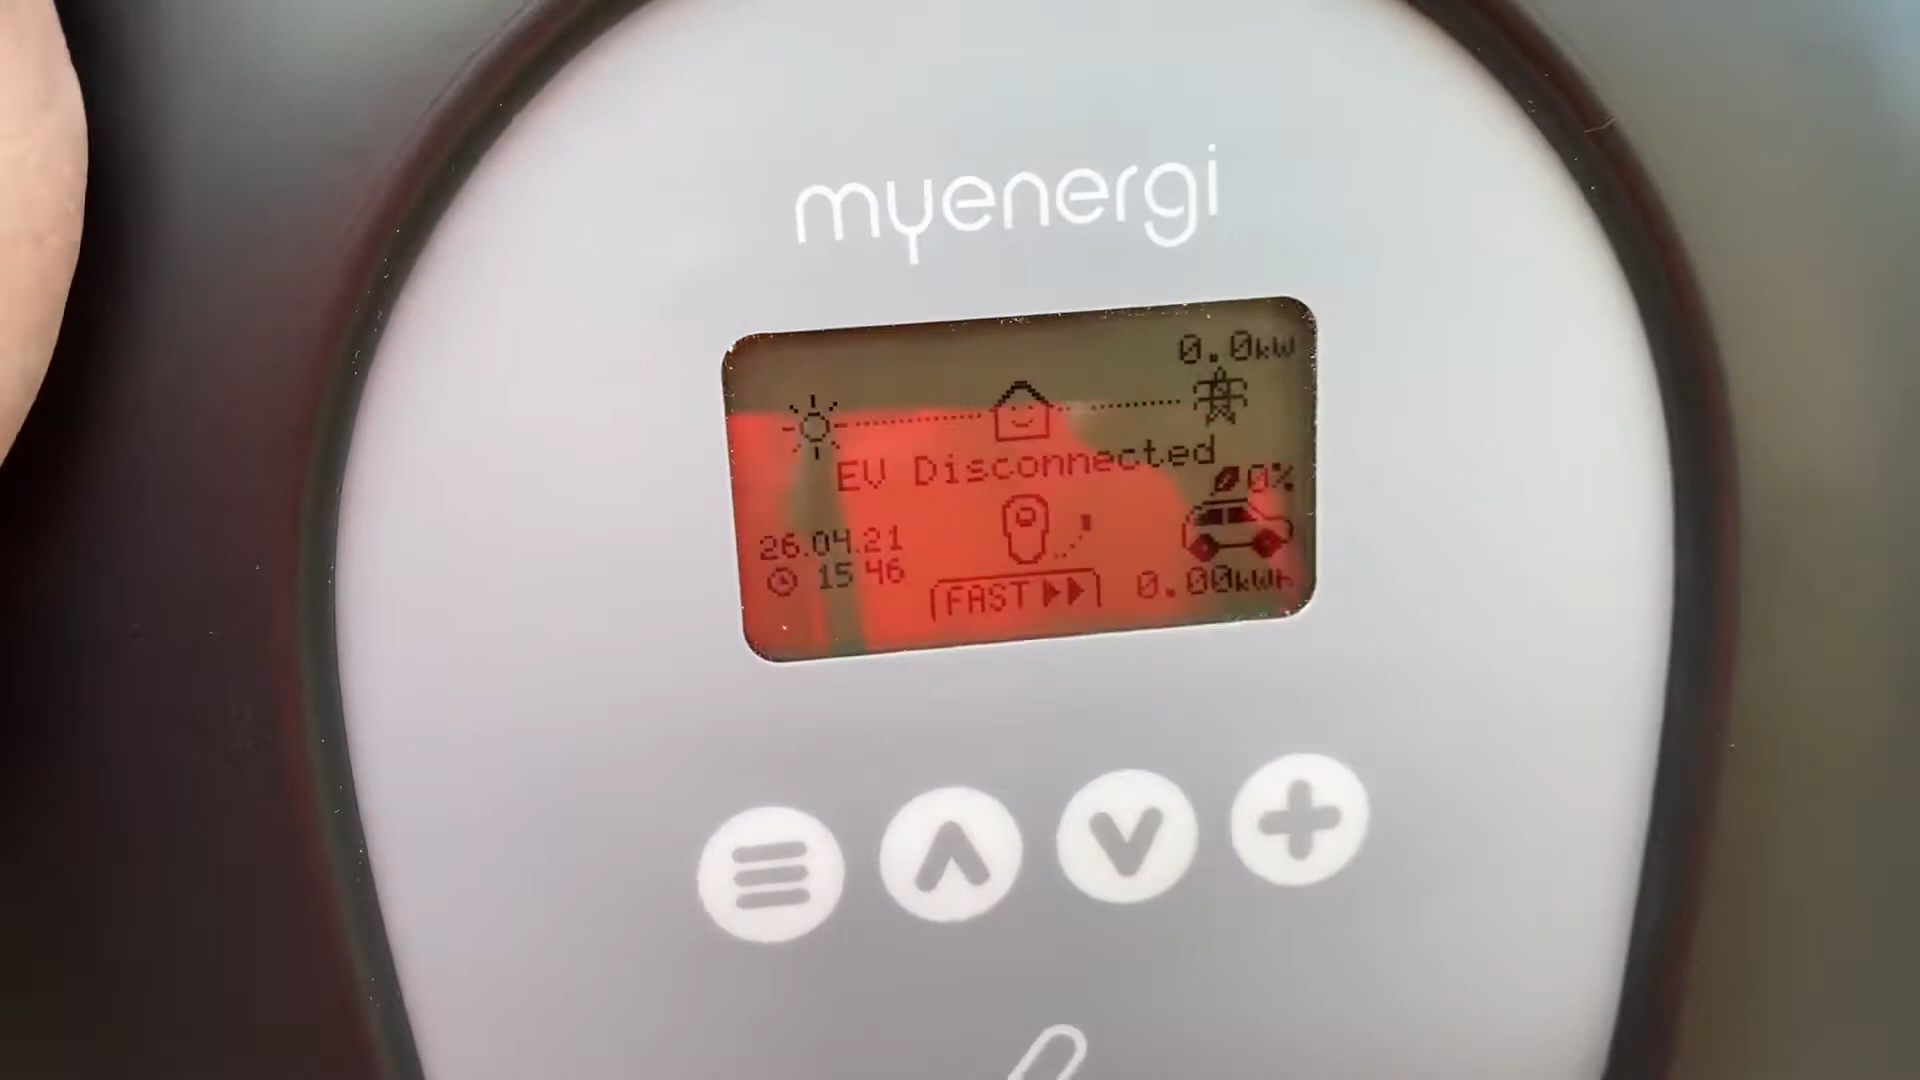 myenergi
0.0kW
EV Disconnected
0%
26.04.21
15 46
FAST
0.00kWh